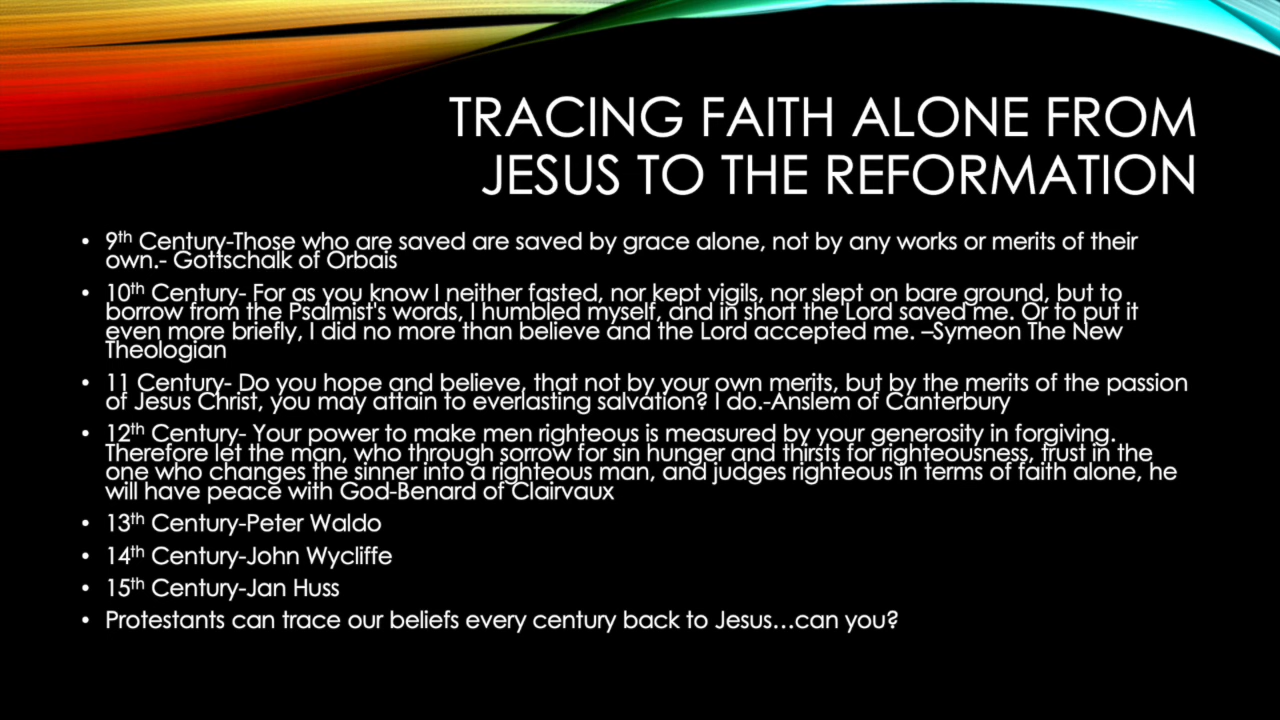 TRACING FAITH ALONE FROM
JESUS TO THE REFORMATION
• 9th Century-Those who are saved are saved by grace alone, not by any works or merits of their
own.- Gottschalk of Orbais
• 10th Century- For as you know I neither fasted, nor kept vigils, nor slept on bare ground, but to
borrow from the Psalmist's words, I humbled myself, and in short the Lord saved me. Or to put it
even more briefly, I did no more than believe and the Lord accepted me. –Symeon The New
Theologian
• 11 Century- Do you hope and believe, that not by your own merits, but by the merits of the passion
of Jesus Christ, you may attain to everlasting salvation? I do.-Anslem of Canterbury
• 12th Century- Your power to make men righteous is measured by your generosity in forgiving.
Therefore let the man, who through sorrow for sin hunger and thirsts for righteousness, trust in the
one who changes the sinner into a righteous man, and judges righteous in terms of faith alone, he
will have peace with God-Benard of Clairvaux
• 13th Century-Peter Waldo
• 14th Century-John Wycliffe
• 15th Century-Jan Huss
• Protestants can trace our beliefs every century back to Jesus...can you?